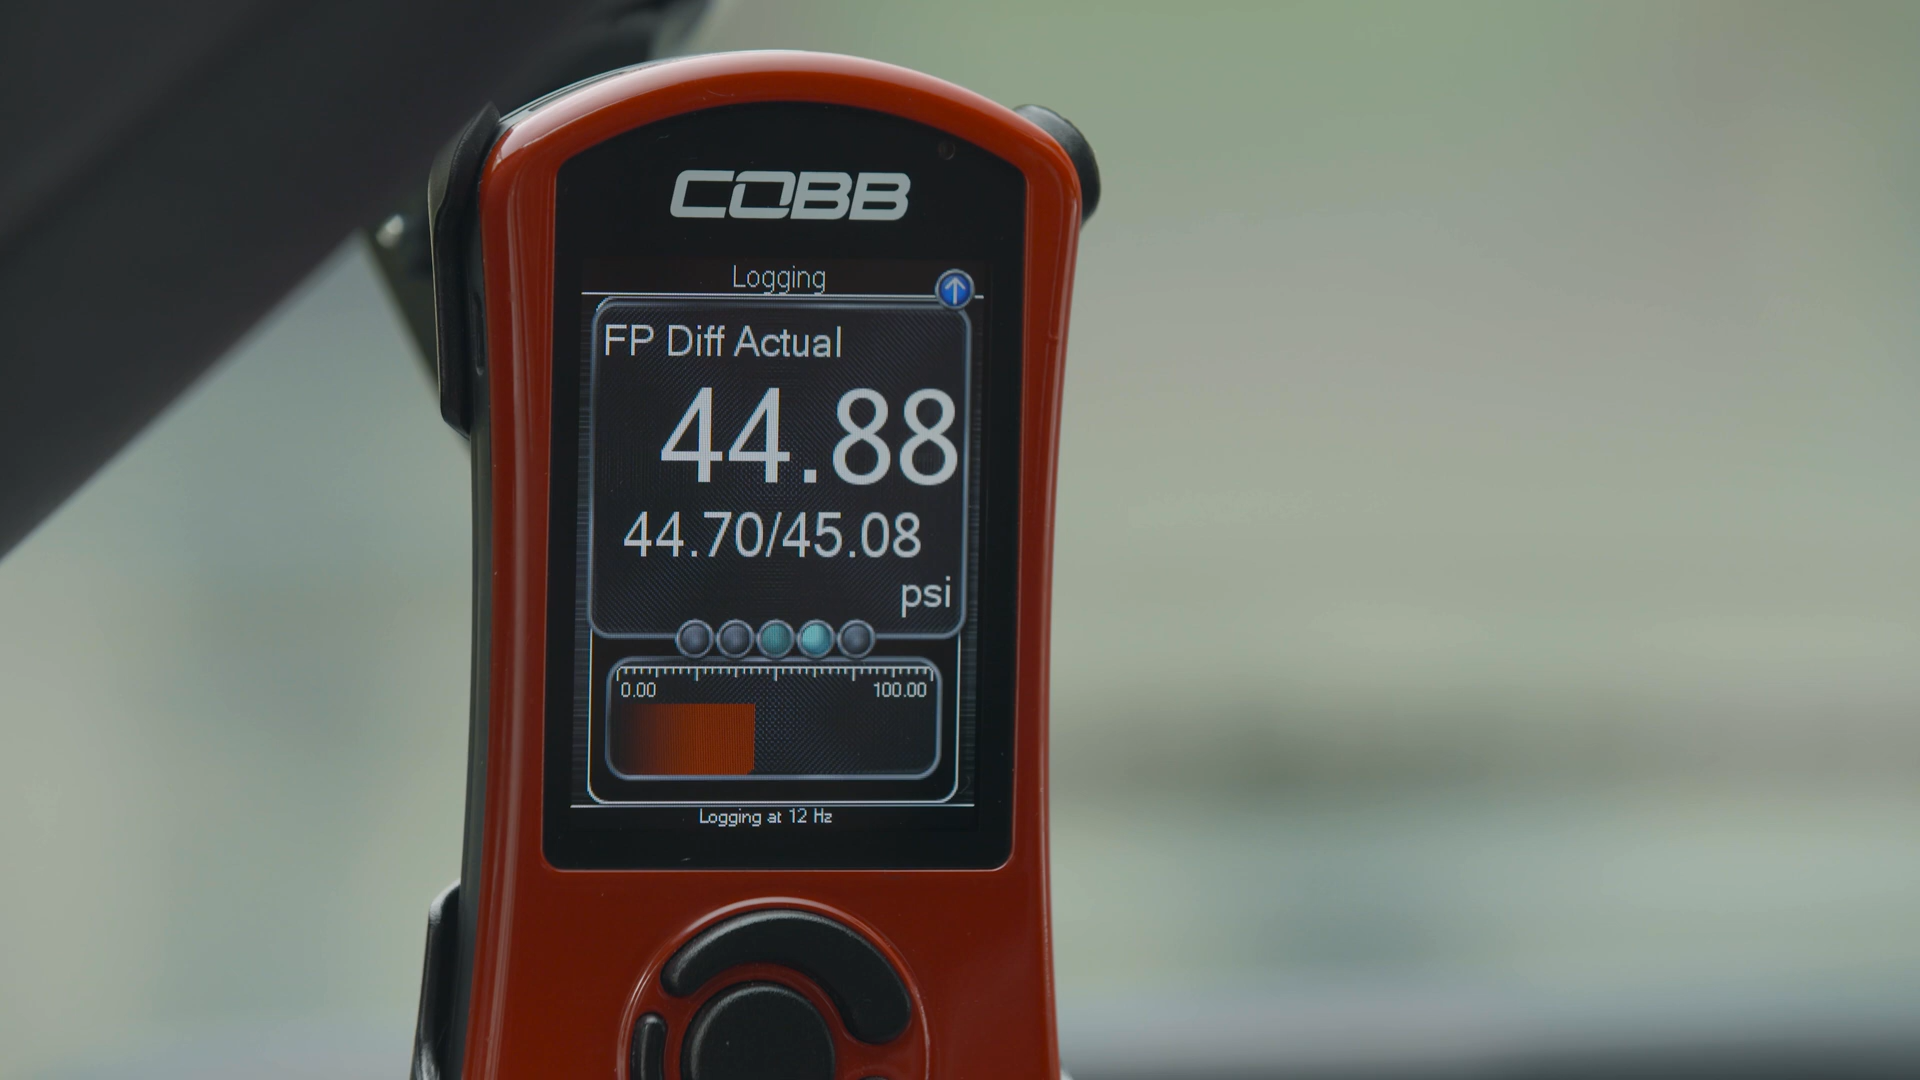 COBB
Logging
FP Diff Actual
44.88
44.70/45.08
psi
0.00 100.00
Logging at 12 Hz